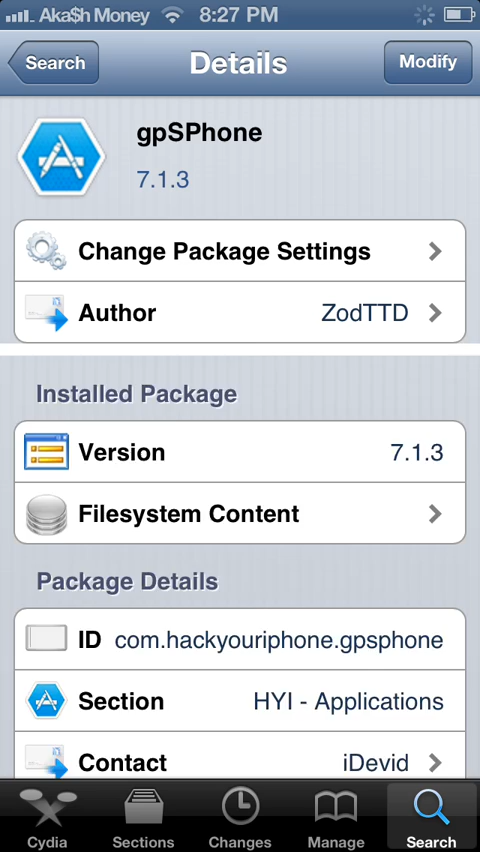 Aka$h Money 8:27 PM
Search Details Modify
gpSPhone
7.1.3
Change Package Settings
Author ZodTTD
Installed Package
Version 7.1.3
Filesystem Content
Package Details
ID com.hackyouriphone.gpsphone
Section HYI - Applications
Contact iDevid
Cydia Sections Changes Manage Search